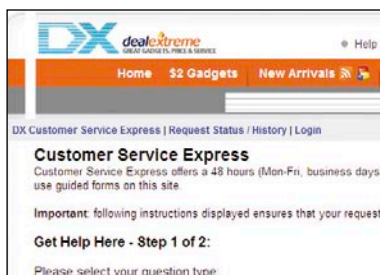 DX dealextreme
GREAT GADGETS, PRICE & SERVICE
Help
Home $2 Gadgets New Arrivals
DX Customer Service Express | Request Status / History | Login
Customer Service Express
Customer Service Express offers a 48 hours (Mon-Fri, business days
use guided forms on this site.
Important: following instructions displayed ensures that your request
Get Help Here - Step 1 of 2:
Please select your question type: